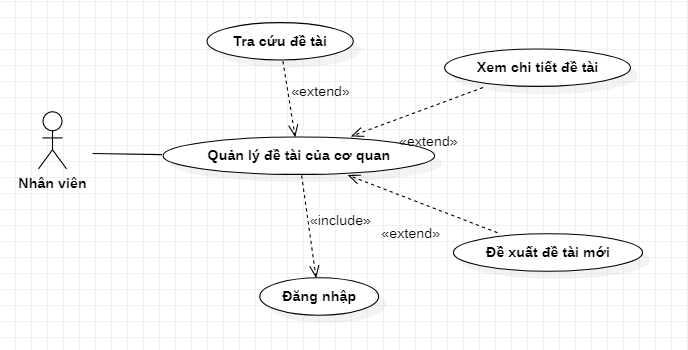 Tra cứu đề tài
Xem chi tiết đề tài
«extend»
«extend»
Quản lý đề tài của cơ quan
Nhân viên
«include»
«extend»
Đề xuất đề tài mới
Đăng nhập